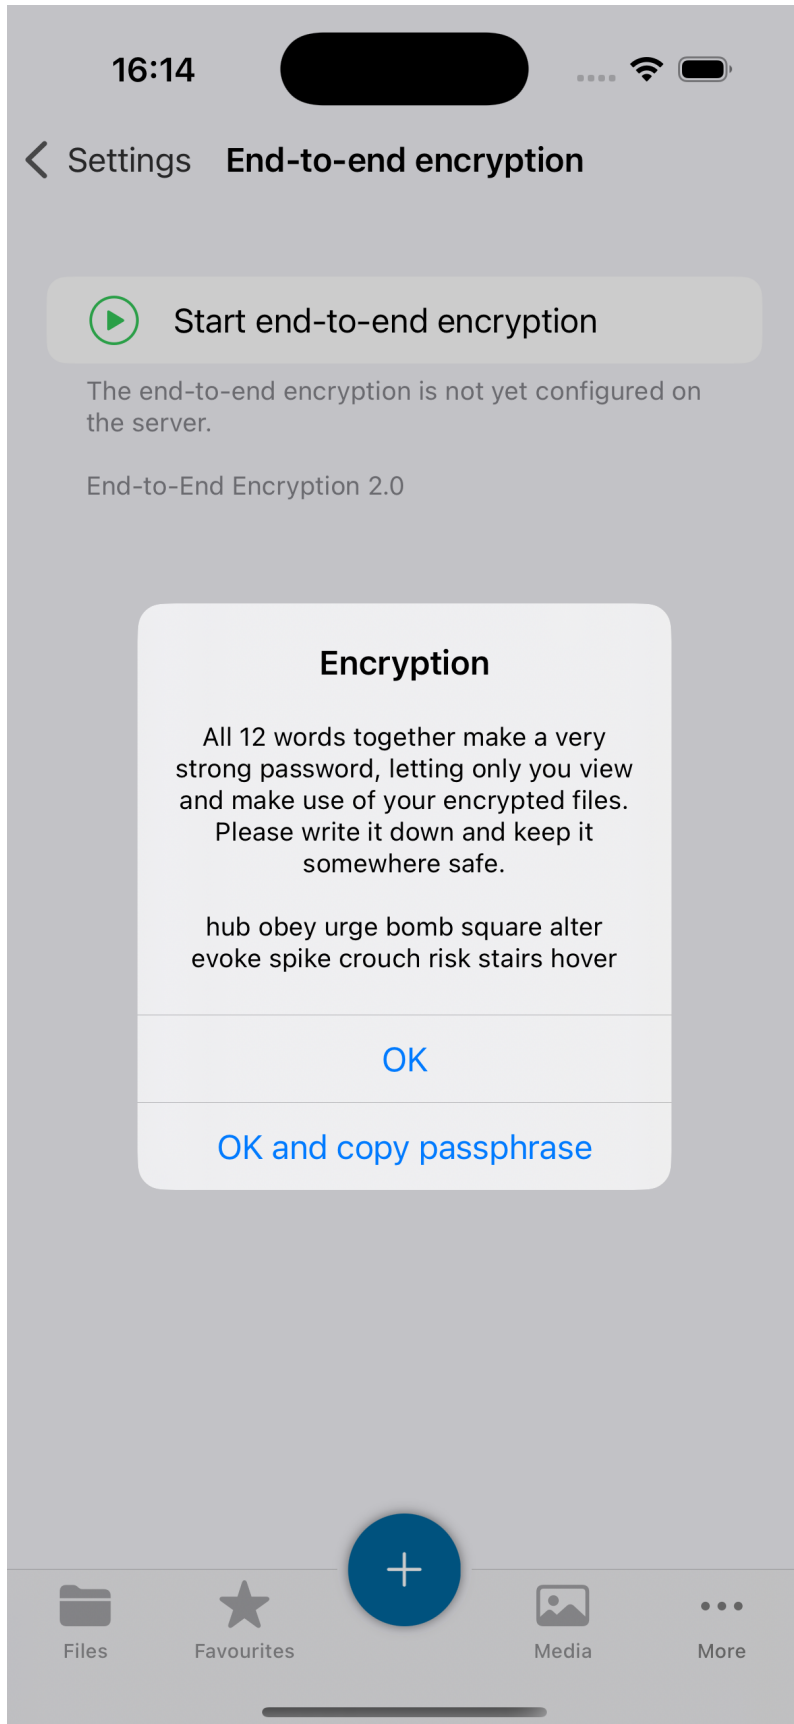 16:14
Settings End-to-end encryption
Start end-to-end encryption
The end-to-end encryption is not yet configured on
the server.
End-to-End Encryption 2.0
Encryption
All 12 words together make a very
strong password, letting only you view
and make use of your encrypted files.
Please write it down and keep it
somewhere safe.
hub obey urge bomb square alter
evoke spike crouch risk stairs hover
OK
OK and copy passphrase
Files Favourites Media More